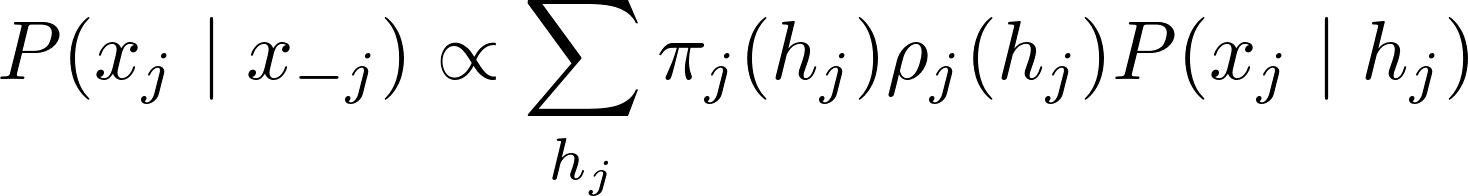 P(x_j | x_{-j}) ∝ ∑_{h_j} π_j(h_j)ρ_j(h_j)P(x_j | h_j)